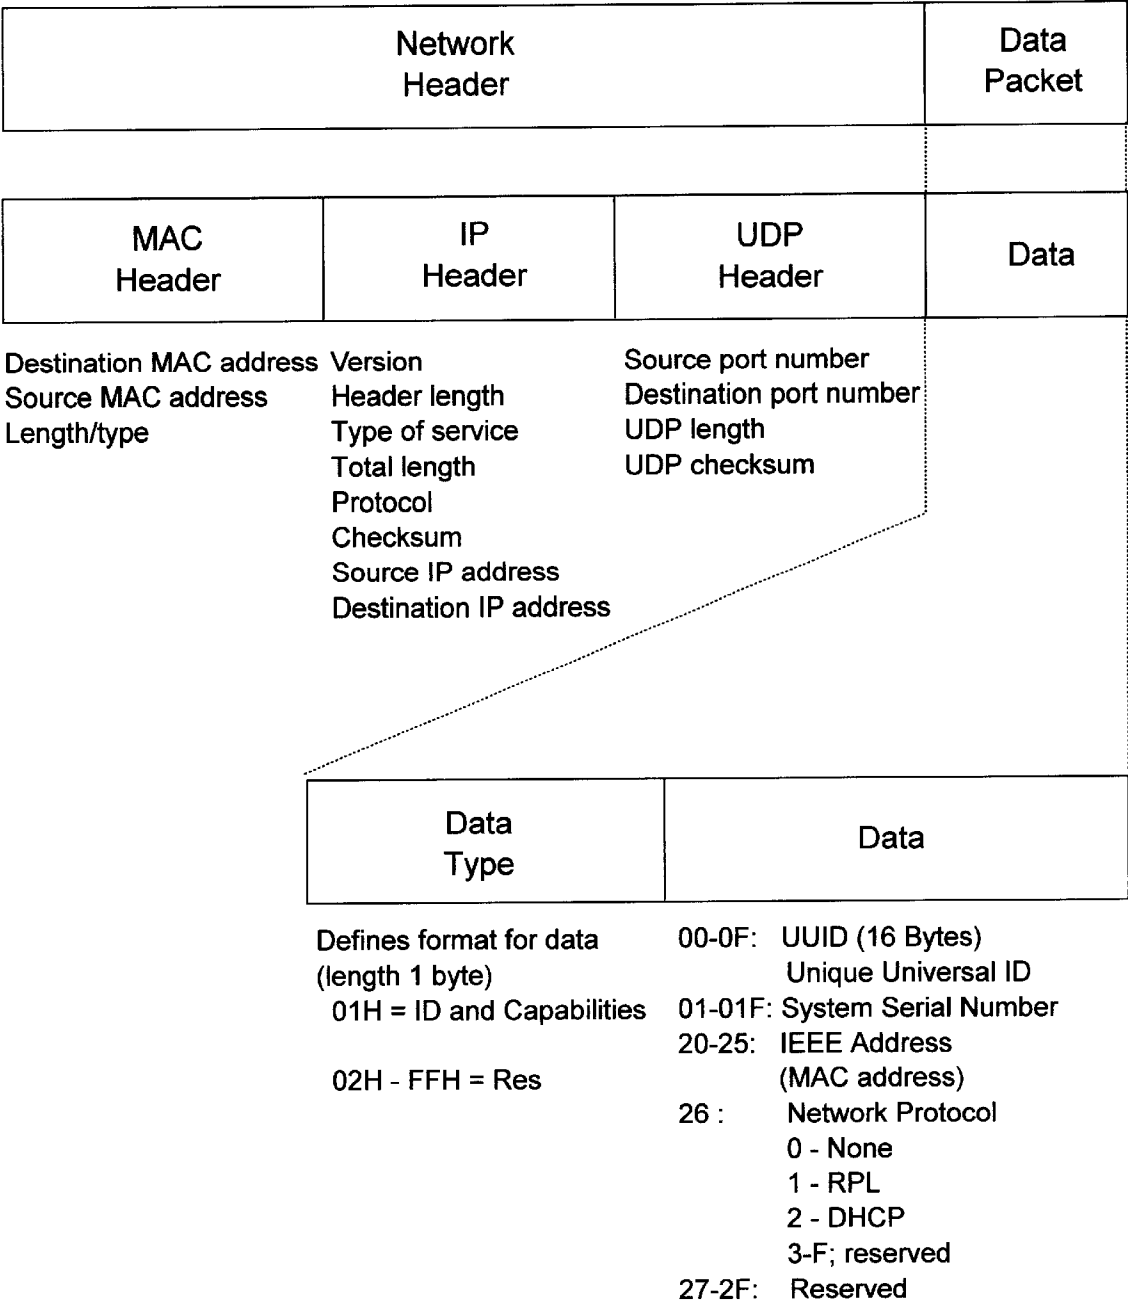 Network
Header
Data
Packet
MAC
Header
IP
Header
UDP
Header
Data
Destination MAC address
Source MAC address
Length/type
Version
Header length
Type of service
Total length
Protocol
Checksum
Source IP address
Destination IP address
Source port number
Destination port number
UDP length
UDP checksum
Data
Type
Data
Defines format for data
(length 1 byte)
01H = ID and Capabilities
02H - FFH = Res
00-0F: UUID (16 Bytes)
Unique Universal ID
01-01F: System Serial Number
20-25: IEEE Address
(MAC address)
26 : Network Protocol
0 - None
1 - RPL
2 - DHCP
3-F; reserved
27-2F: Reserved